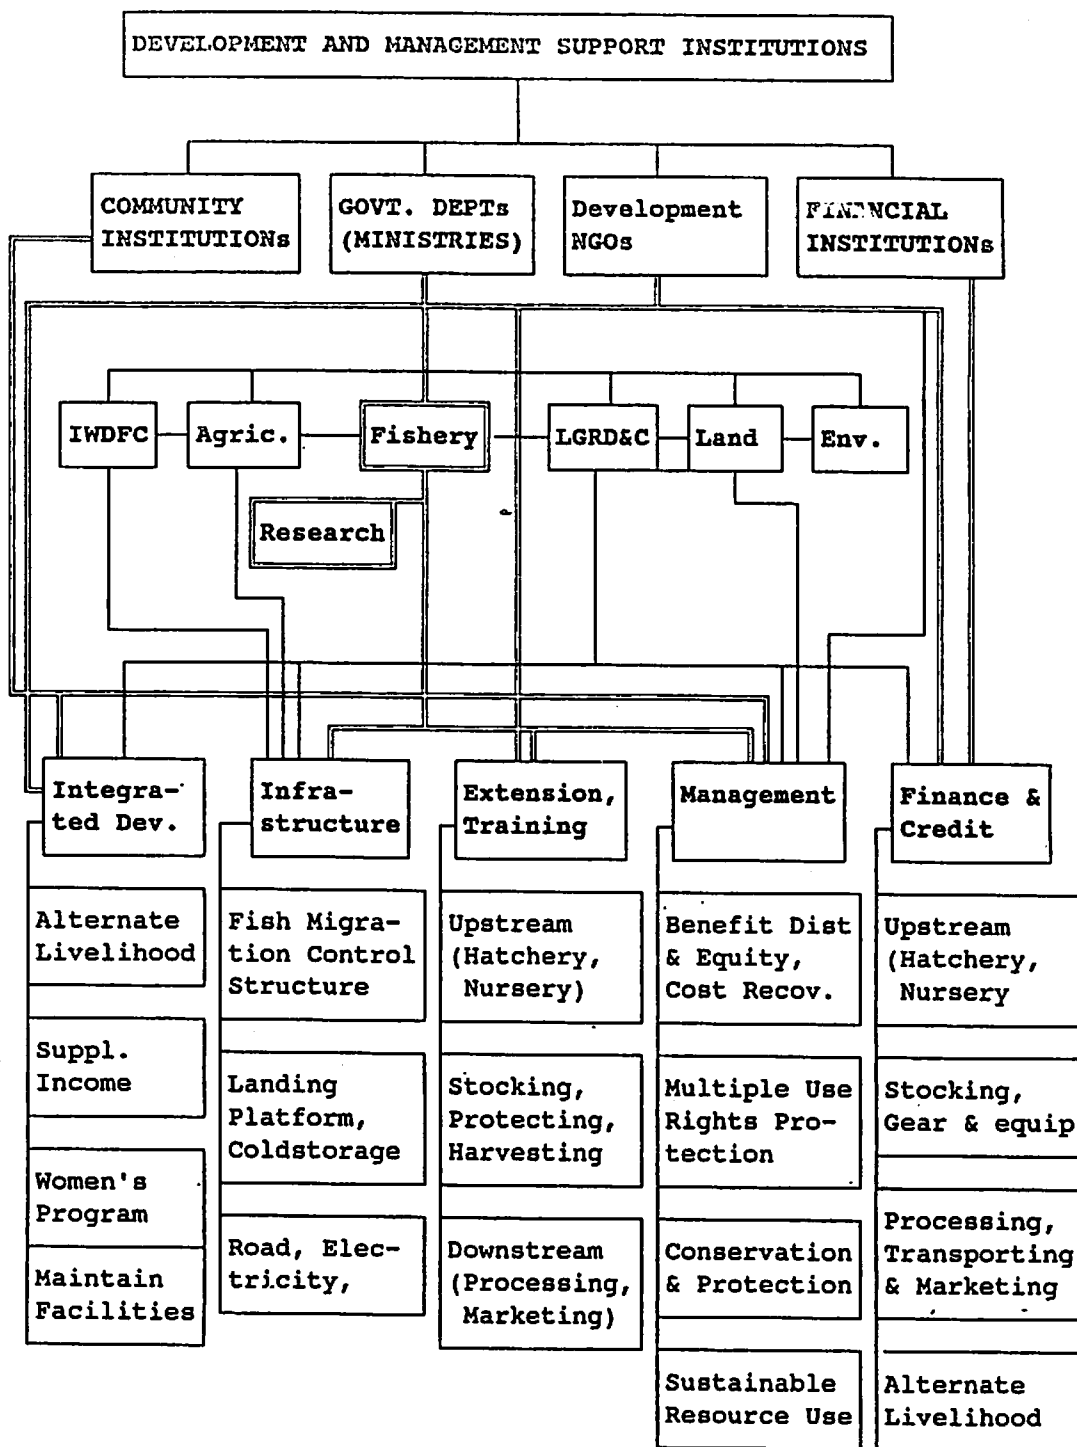 DEVELOPMENT AND MANAGEMENT SUPPORT INSTITUTIONS
COMMUNITY
INSTITUTIONs
GOVT. DEPTs
(MINISTRIES)
Development
NGOs
FINENCIAL
INSTITUTIONs
IWDFC
Agric.
Fishery
LGRD&C
Land
Env.
Research
Integra-
ted Dev.
Infra-
structure
Extension,
Training
Management
Finance &
Credit
Alternate
Livelihood
Suppl.
Income
Women's
Program
Maintain
Facilities
Fish Migra-
tion Control
Structure
Landing
Platform,
Coldstorage
Road, Elec-
tricity,
Upstream
(Hatchery,
Nursery)
Stocking,
Protecting,
Harvesting
Downstream
(Processing,
Marketing)
Benefit Dist
& Equity,
Cost Recov.
Multiple Use
Rights Pro-
tection
Conservation
& Protection
Sustainable
Resource Use
Upstream
(Hatchery,
Nursery
Stocking,
Gear & equip
Processing,
Transporting
& Marketing
Alternate
Livelihood